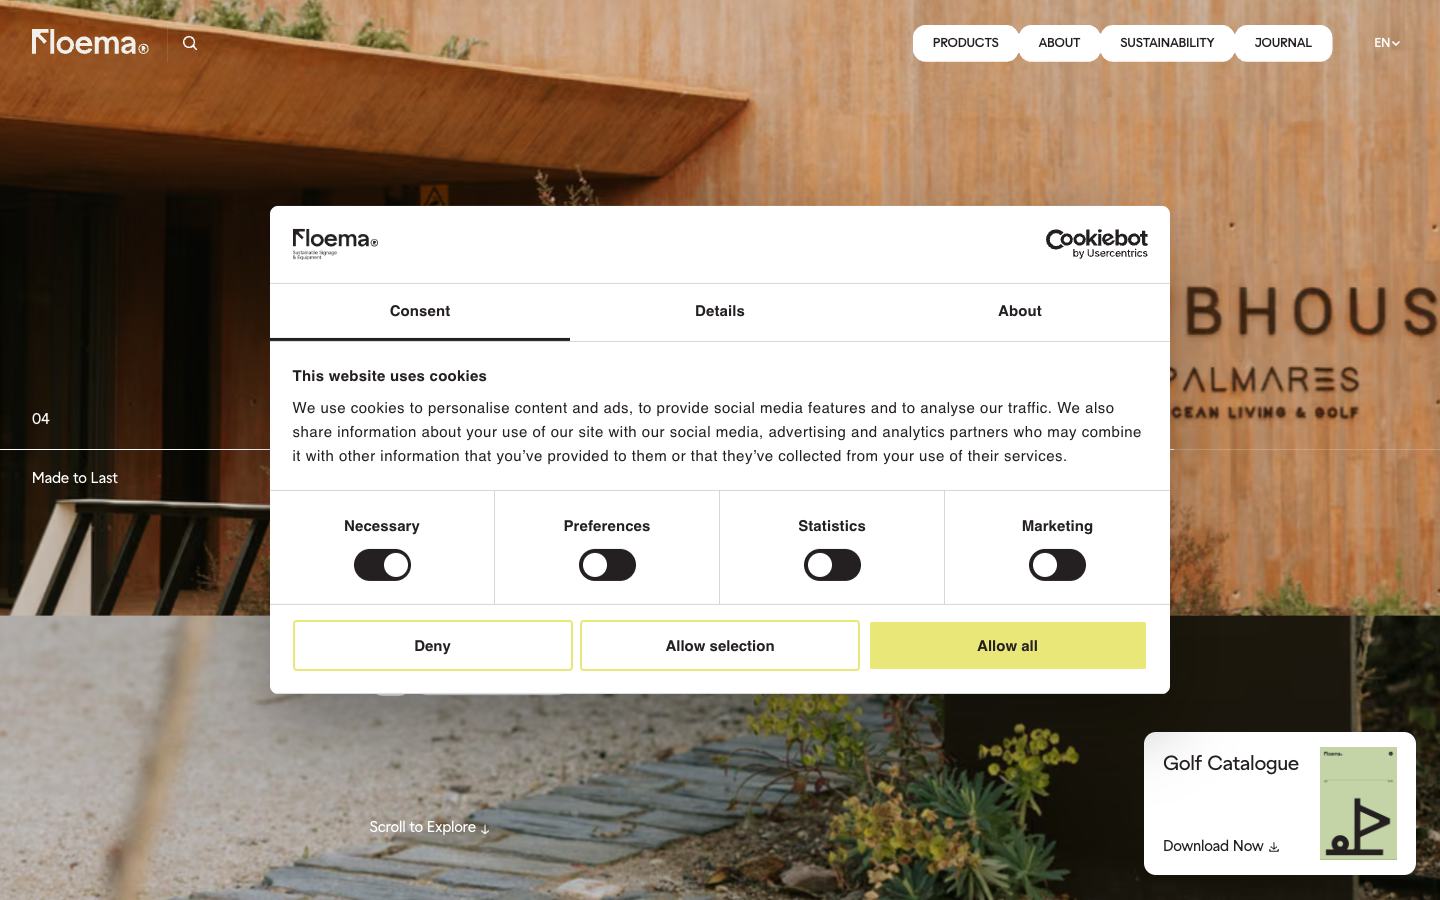 Floema®
PRODUCTS
ABOUT
SUSTAINABILITY
JOURNAL
EN
Floema®
Sustainable Signage
& Equipment
Cookiebot
by Usercentrics
Consent
Details
About
BHOUS
PALMARES
CEAN LIVING & GOLF
This website uses cookies
We use cookies to personalise content and ads, to provide social media features and to analyse our traffic. We also
share information about your use of our site with our social media, advertising and analytics partners who may combine
it with other information that you’ve provided to them or that they’ve collected from your use of their services.
04
Made to Last
Necessary
Preferences
Statistics
Marketing
Deny
Allow selection
Allow all
Golf Catalogue
Floema.
Download Now
Scroll to Explore ↓